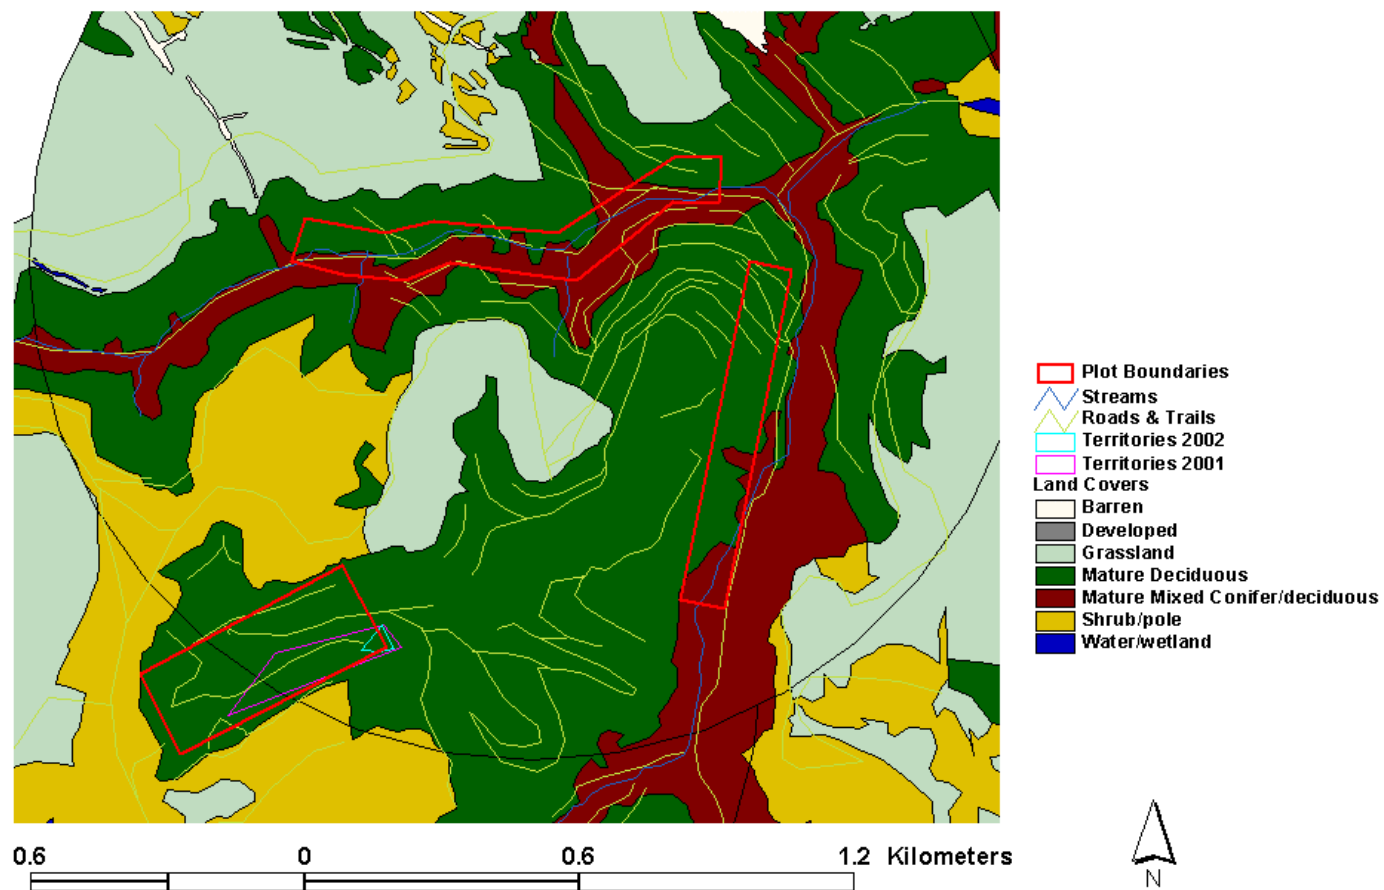 Plot Boundaries
Streams
Roads & Trails
Territories 2002
Territories 2001
Land Covers
Barren
Developed
Grassland
Mature Deciduous
Mature Mixed Conifer/deciduous
Shrub/pole
Water/wetland
0.6 0 0.6 1.2 Kilometers
N